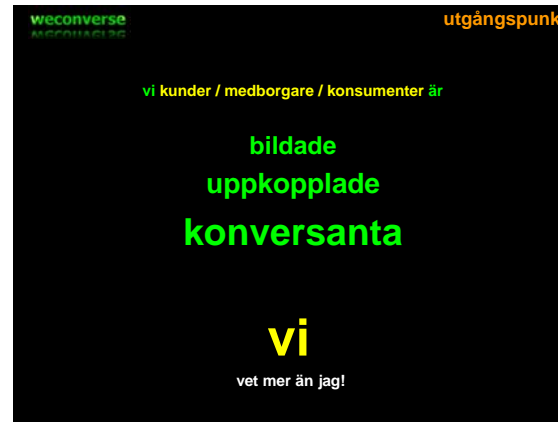 weconverse
utgångspunk
vi kunder / medborgare / konsumenter är
bildade
uppkopplade
konversanta
vi
vet mer än jag!